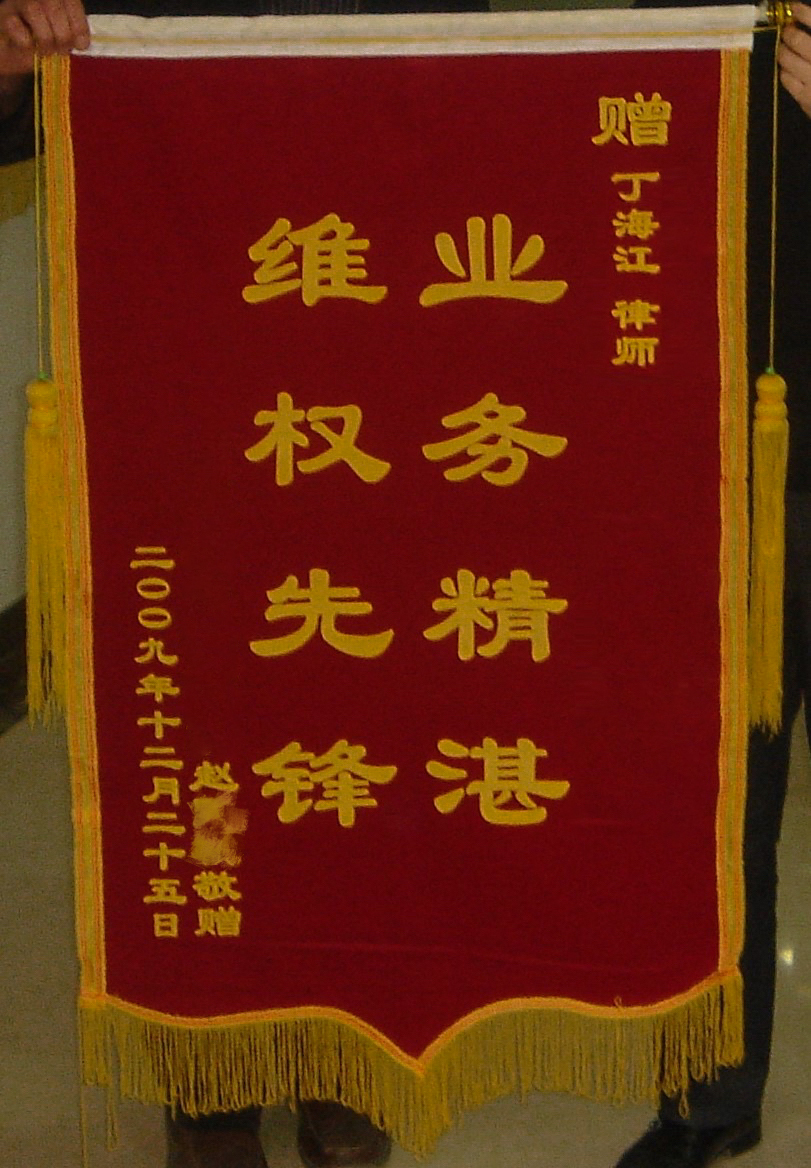 赠 丁海江 律师
业务精湛
维权先锋
赵 敬赠
二〇〇九年十二月二十五日